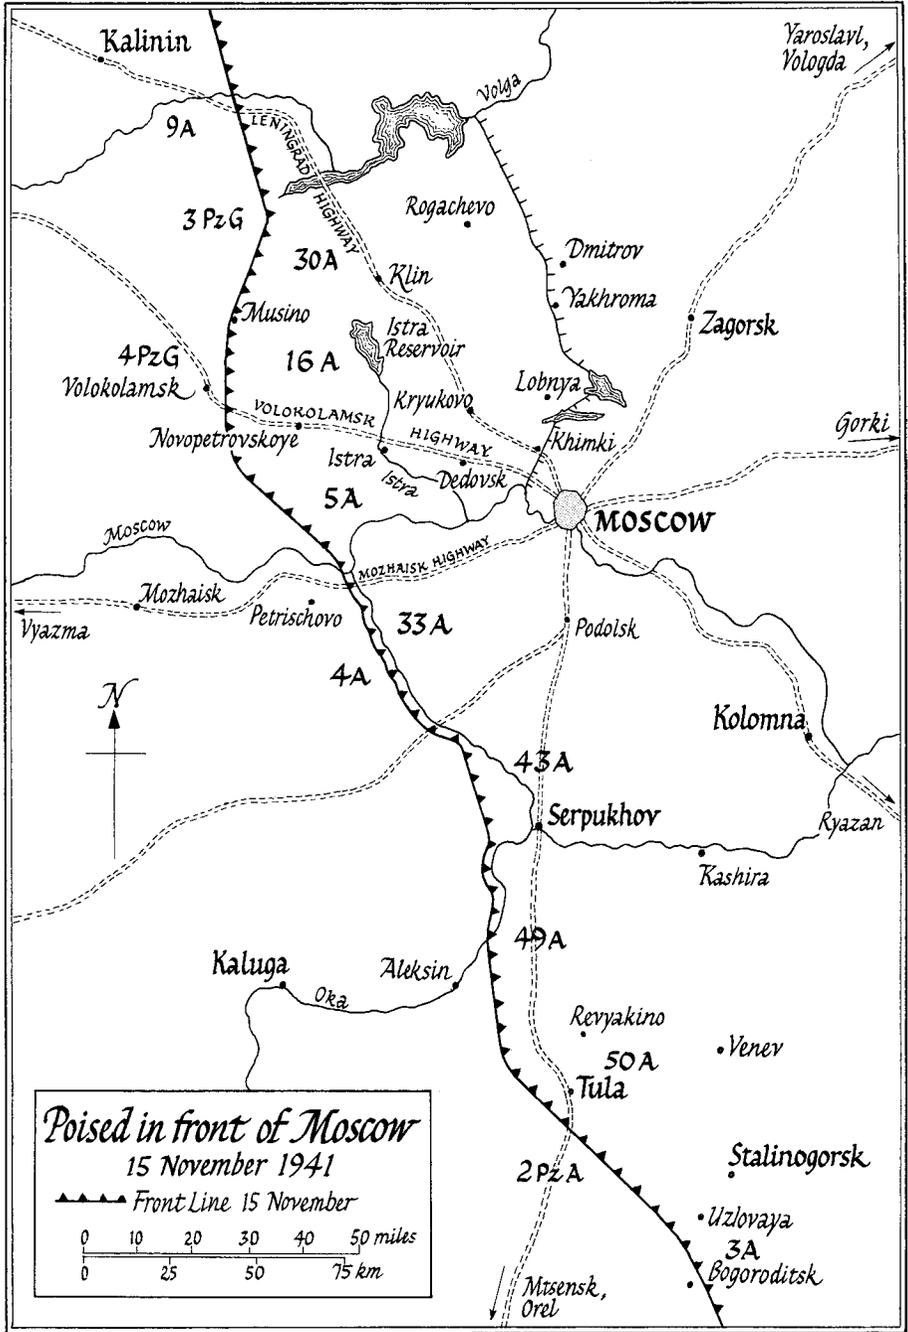 Kalinin
Yaroslavl,
Vologda
Volga
9A
LENINGRAD HIGHWAY
3 PzG
Rogachevo
30A
Dmitrov
Klin
Yakhroma
Musino
Istra
Reservoir
Zagorsk
4PzG
16 A
Volokolamsk
Lobnya
Kryukovo
VOLOKOLAMSK HIGHWAY
Gorki
Novopetrovskoye
Khimki
Istra
Istra
Dedovsk
5A
MOSCOW
Moscow
MOZHAISK HIGHWAY
Mozhaisk
Petrischovo
Vyazma
33A
Podolsk
4A
N
Kolomna
43A
Serpukhov
Ryazan
Kashira
49A
Kaluga
Aleksin
Oka
Revyakino
50A
Venev
Tula
Poised in front of Moscow
15 November 1941
Front Line 15 November
0 10 20 30 40 50 miles
0 25 50 75 km
2PzA
Stalinogorsk
Uzlovaya
3A
Bogoroditsk
Mtsensk,
Orel